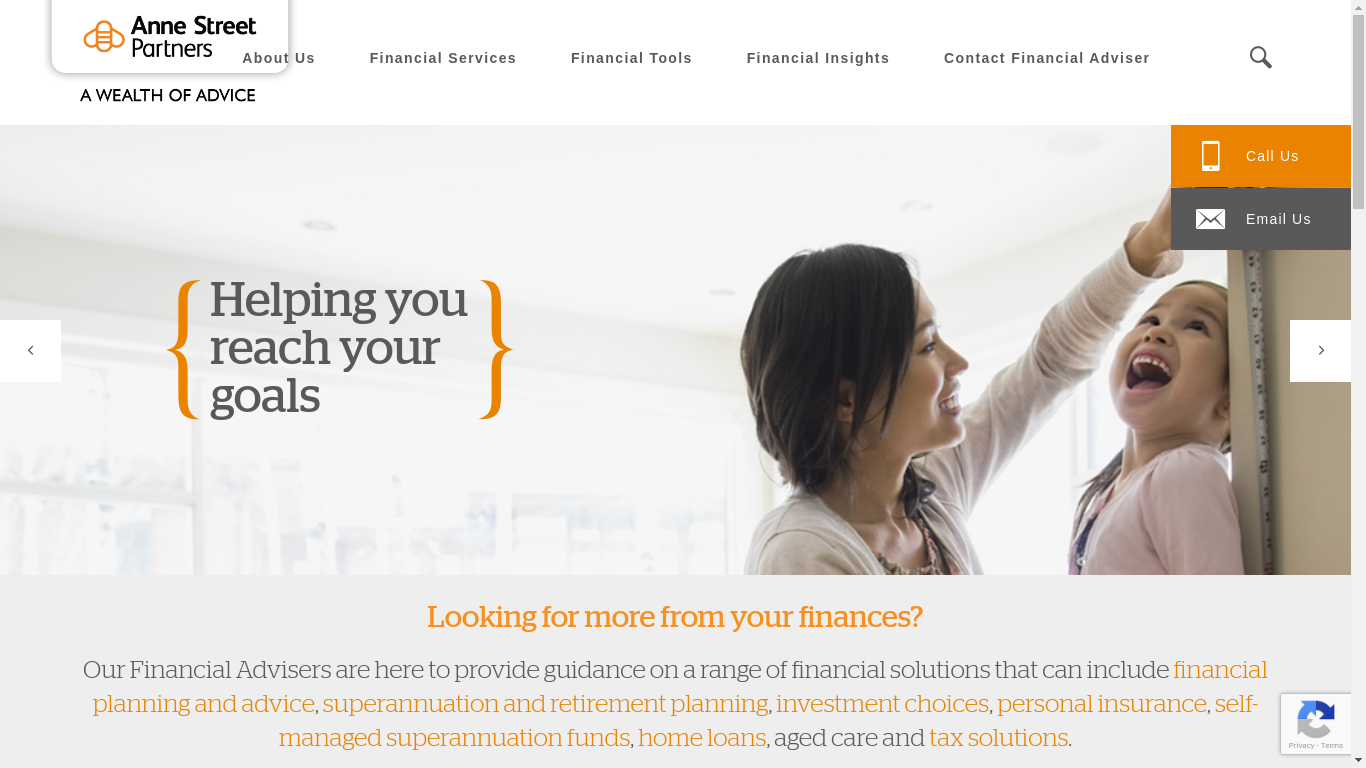 Anne Street
Partners
A WEALTH OF ADVICE
About Us
Financial Services
Financial Tools
Financial Insights
Contact Financial Adviser
Call Us
Email Us
Helping you
reach your
goals
Looking for more from your finances?
Our Financial Advisers are here to provide guidance on a range of financial solutions that can include financial
planning and advice, superannuation and retirement planning, investment choices, personal insurance, self-
managed superannuation funds, home loans, aged care and tax solutions.
Privacy - Terms